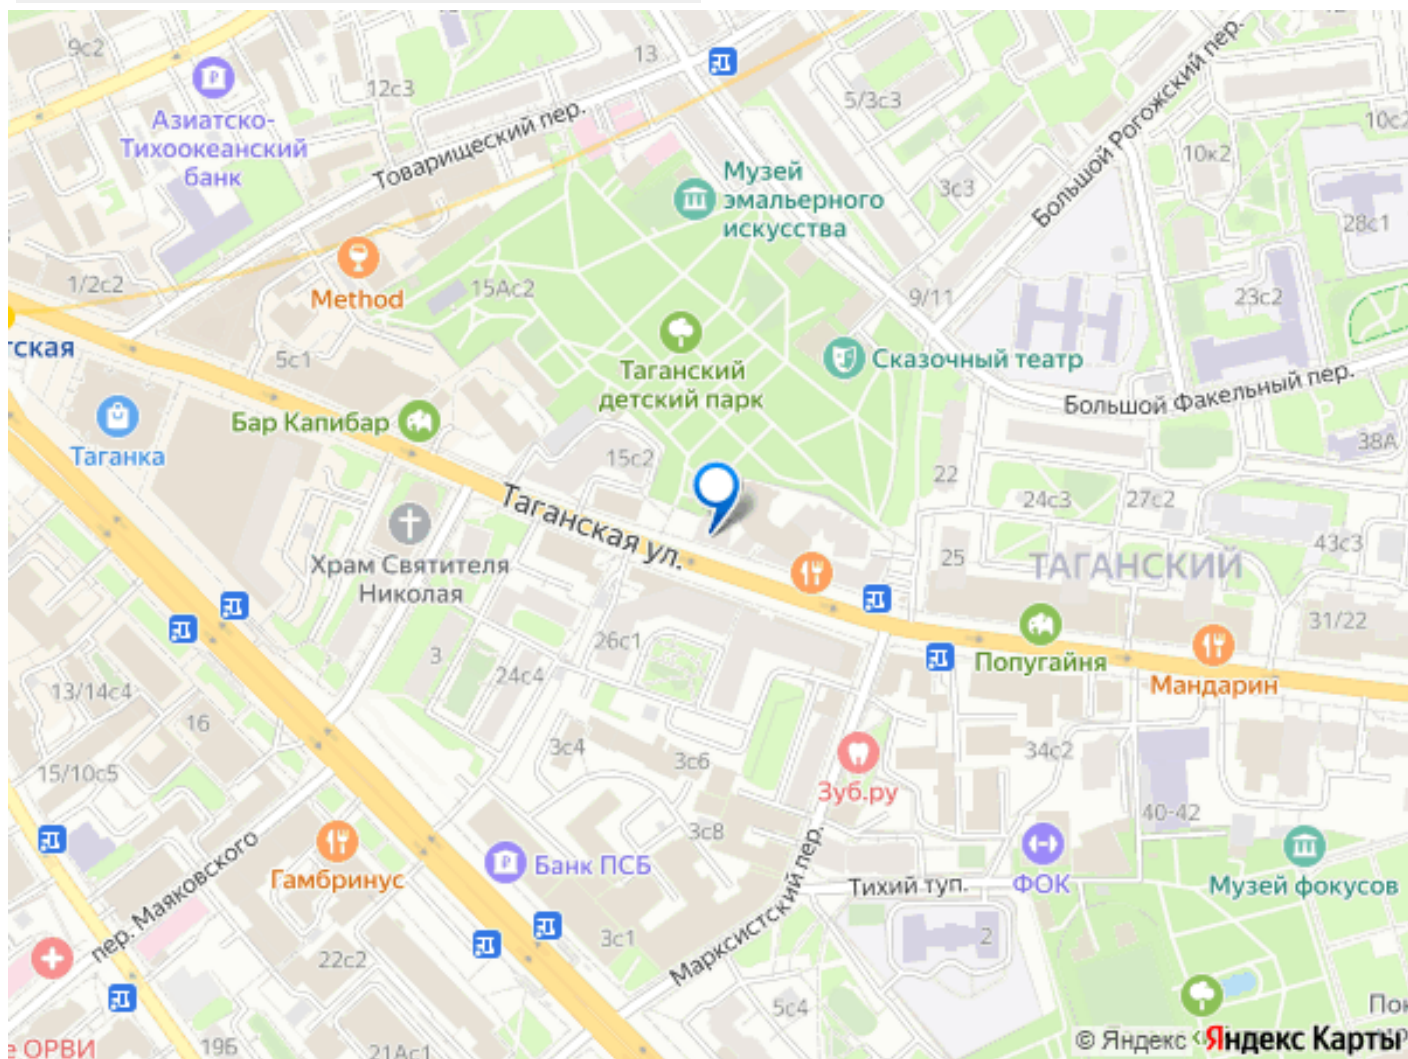 9с2
13
12с3
5/3с3
Большой Рогожский пер.
10с2
Азиатско-
Тихоокеанский
банк
Товарищеский пер.
10к2
Музей
эмальерного
искусства
3с3
28с1
1/2с2
Method
15Ас2
9/11
23с2
тская
5с1
Таганский
детский парк
Сказочный театр
Большой Факельный пер.
Бар Капибар
Таганка
15с2
38А
22
24с3
27с2
Таганская ул.
Храм Святителя
Николая
25
ТАГАНСКИЙ
43с3
31/22
26с1
3
24с4
Попугайня
Мандарин
13/14с4
16
3с4
3с6
34с2
15/10с5
Зуб.ру
40-42
3с8
пер. Маяковского
Гамбринус
Банк ПСБ
Марксистский пер.
Тихий туп.
ФОК
Музей фокусов
2
3с1
22с2
5с4
Пок
е ОРВИ
19Б
21Ас1
© Яндекс
Яндекс Карты